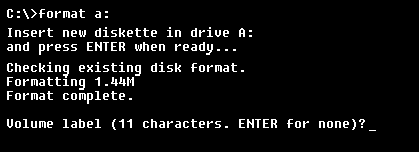 C:\>format a:
Insert new diskette in drive A:
and press ENTER when ready...
Checking existing disk format.
Formatting 1.44M
Format complete.
Volume label (11 characters. ENTER for none)?_